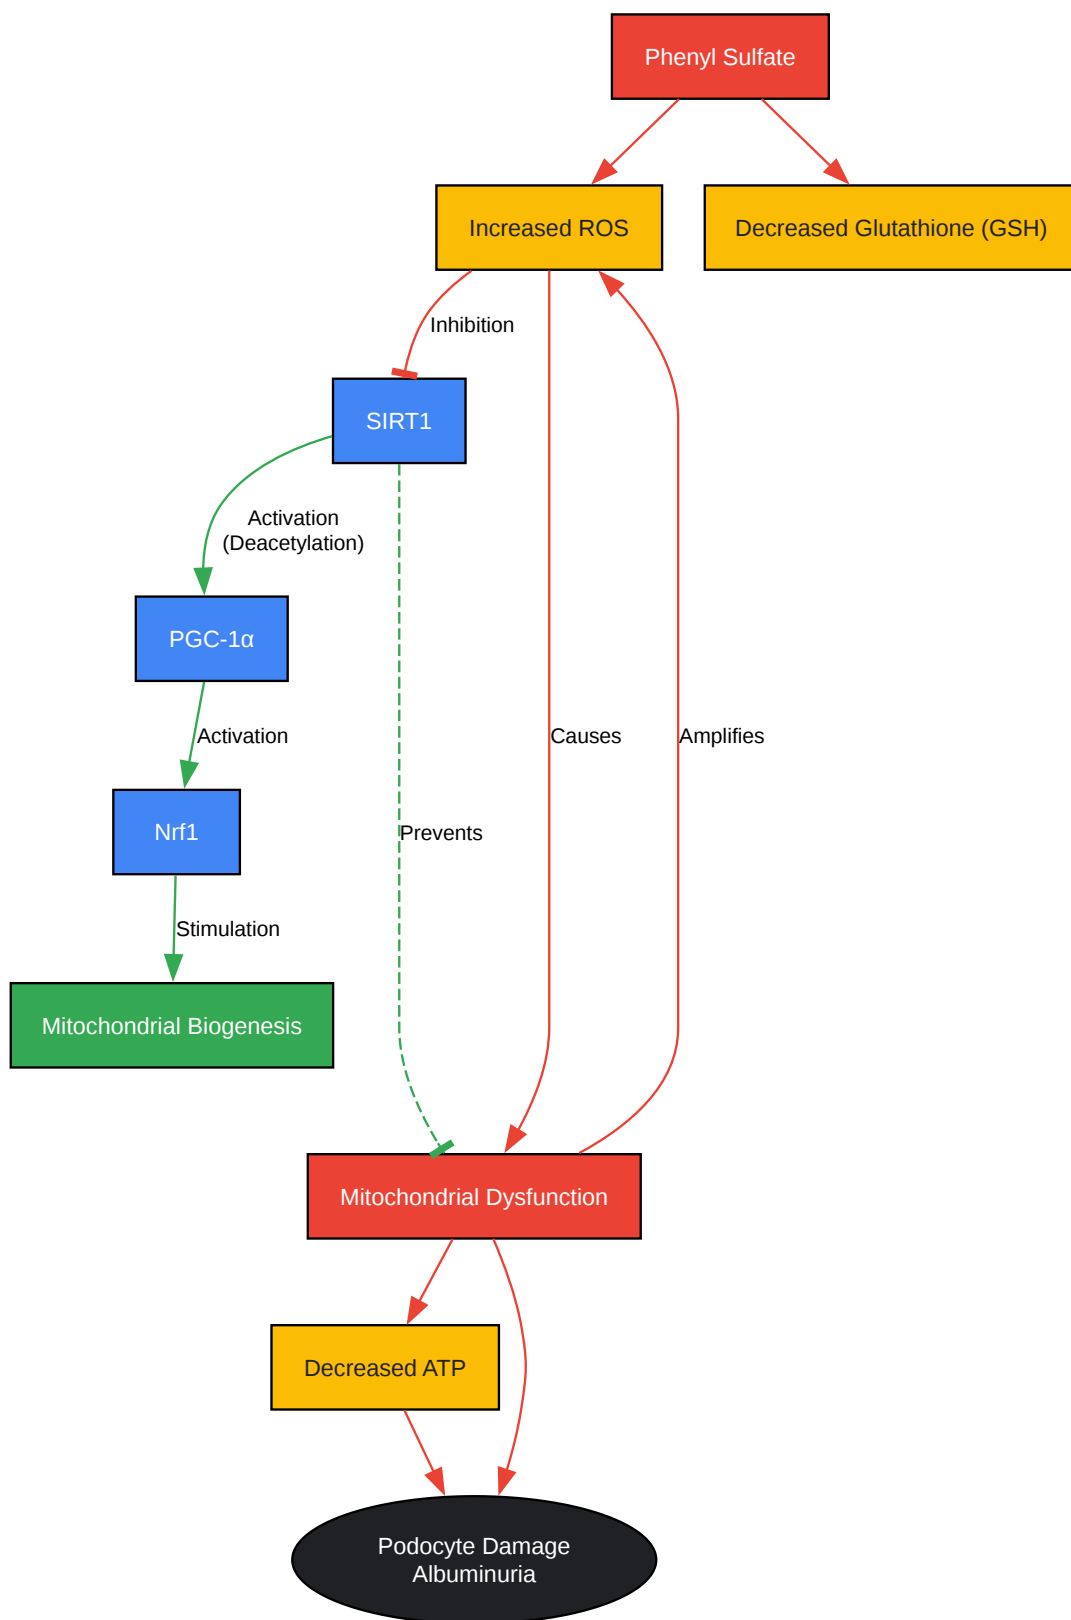 Phenyl Sulfate
Increased ROS
Decreased Glutathione (GSH)
Inhibition
SIRT1
Activation
(Deacetylation)
PGC-1α
Activation
Causes
Amplifies
Nrf1
Prevents
Stimulation
Mitochondrial Biogenesis
Mitochondrial Dysfunction
Decreased ATP
Podocyte Damage
Albuminuria